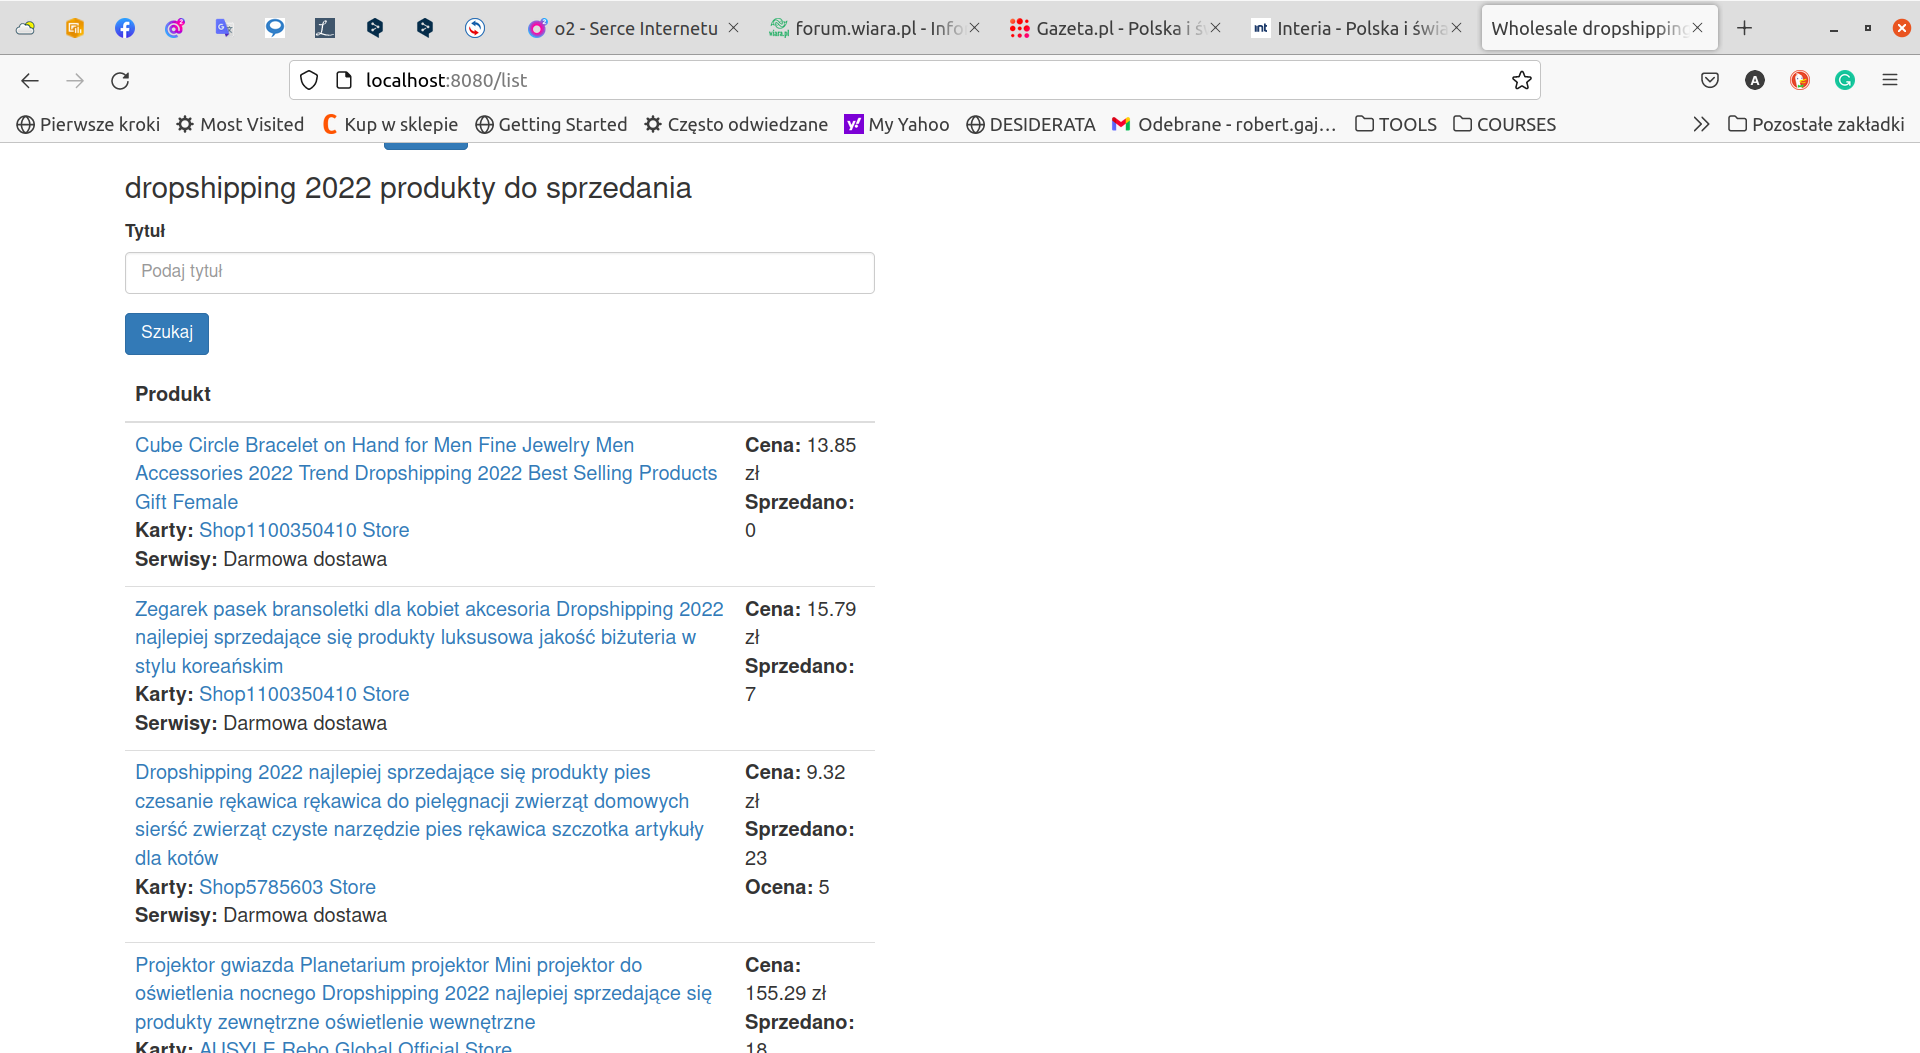 o2 - Serce Internetu
forum.wiara.pl - Info
Gazeta.pl - Polska i ś
Interia - Polska i świa
Wholesale dropshipping
localhost:8080/list
Pierwsze kroki
Most Visited
Kup w sklepie
Getting Started
Często odwiedzane
My Yahoo
DESIDERATA
Odebrane - robert.gaj...
TOOLS
COURSES
Pozostałe zakładki
dropshipping 2022 produkty do sprzedania
Tytuł
Podaj tytuł
Szukaj
Produkt
Cube Circle Bracelet on Hand for Men Fine Jewelry Men
Accessories 2022 Trend Dropshipping 2022 Best Selling Products
Gift Female
Karty: Shop1100350410 Store
Serwisy: Darmowa dostawa
Cena: 13.85
zł
Sprzedano:
0
Zegarek pasek bransoletki dla kobiet akcesoria Dropshipping 2022
najlepiej sprzedające się produkty luksusowa jakość biżuteria w
stylu koreańskim
Karty: Shop1100350410 Store
Serwisy: Darmowa dostawa
Cena: 15.79
zł
Sprzedano:
7
Dropshipping 2022 najlepiej sprzedające się produkty pies
czesanie rękawica rękawica do pielęgnacji zwierząt domowych
sierść zwierząt czyste narzędzie pies rękawica szczotka artykuły
dla kotów
Karty: Shop5785603 Store
Serwisy: Darmowa dostawa
Cena: 9.32
zł
Sprzedano:
23
Ocena: 5
Projektor gwiazda Planetarium projektor Mini projektor do
oświetlenia nocnego Dropshipping 2022 najlepiej sprzedające się
produkty zewnętrzne oświetlenie wewnętrzne
Karty: AUSYLE Rebo Global Official Store
Cena:
155.29 zł
Sprzedano:
18